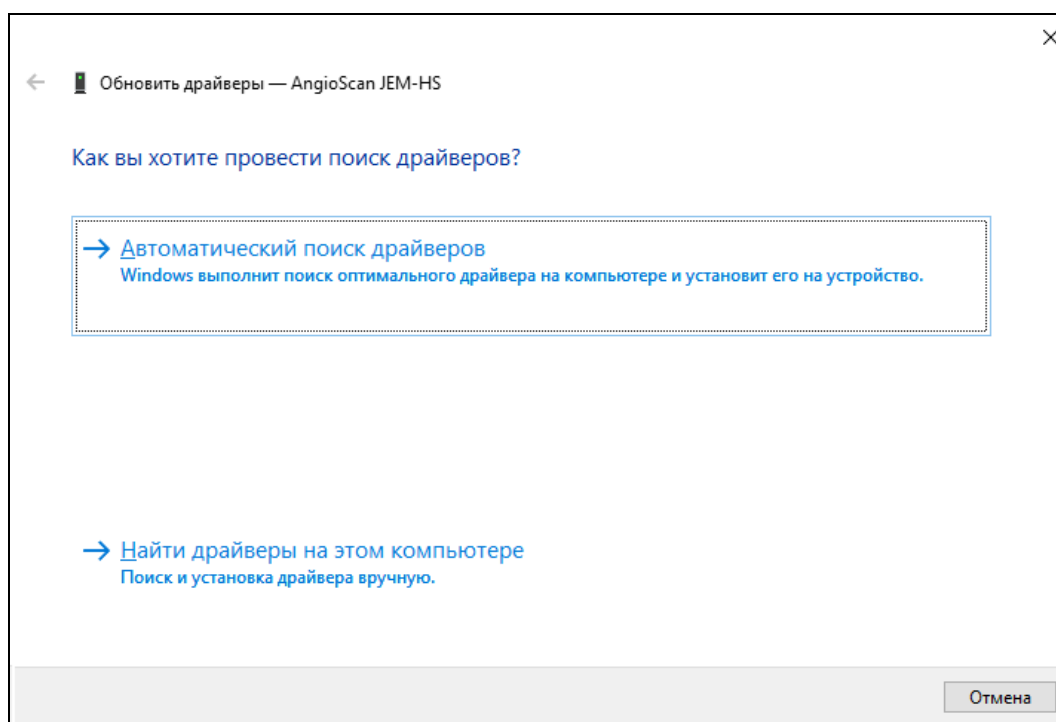 Обновить драйверы — AngioScan JEM-HS
Как вы хотите провести поиск драйверов?
Автоматический поиск драйверов
Windows выполнит поиск оптимального драйвера на компьютере и установит его на устройство.
Найти драйверы на этом компьютере
Поиск и установка драйвера вручную.
Отмена